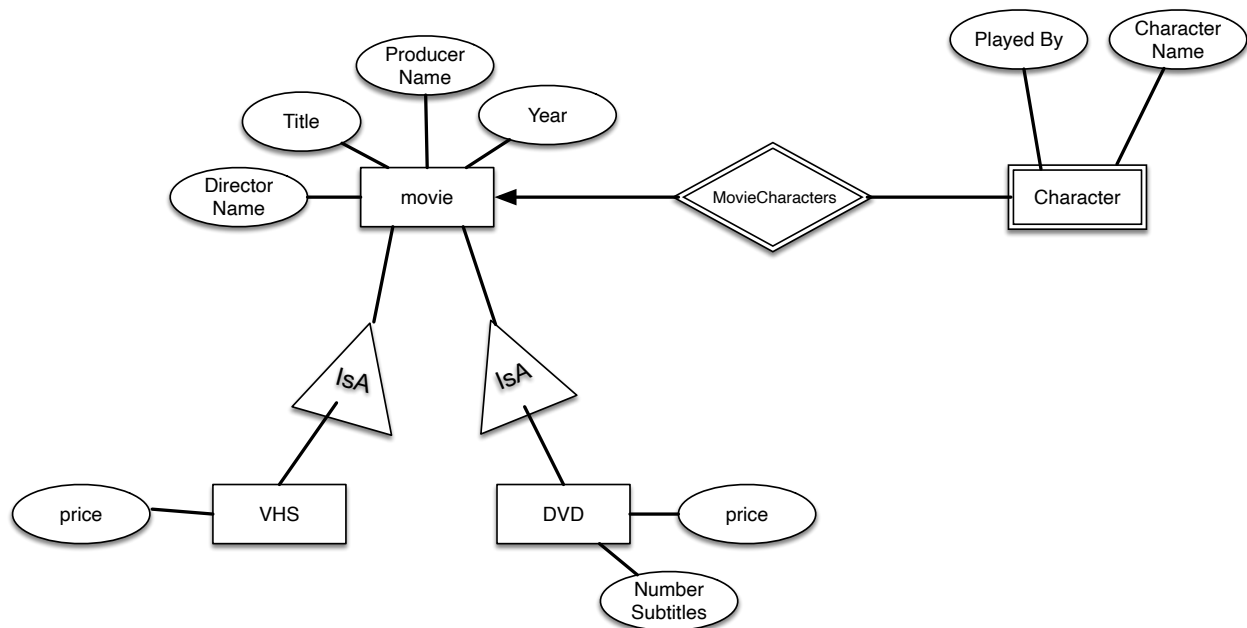 Producer
Name
Played By
Character
Name
Title
Year
Director
Name
movie
MovieCharacters
Character
IsA
IsA
price
VHS
DVD
price
Number
Subtitles